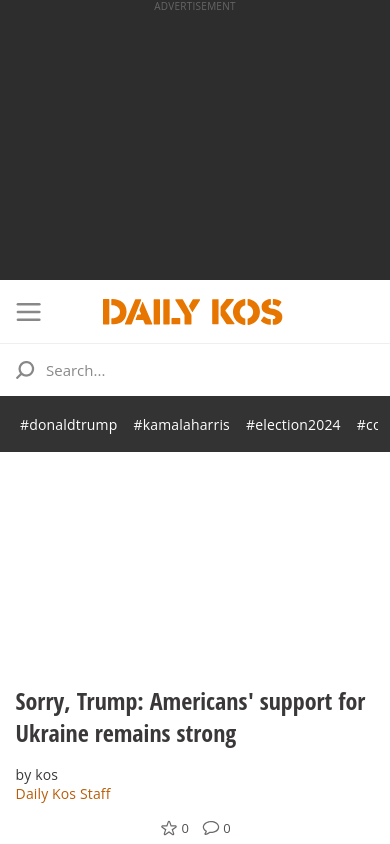 ADVERTISEMENT
DAILY KOS
Search...
#donaldtrump #kamalaharris #election2024
Sorry, Trump: Americans' support for
Ukraine remains strong
by kos
Daily Kos Staff
0 0